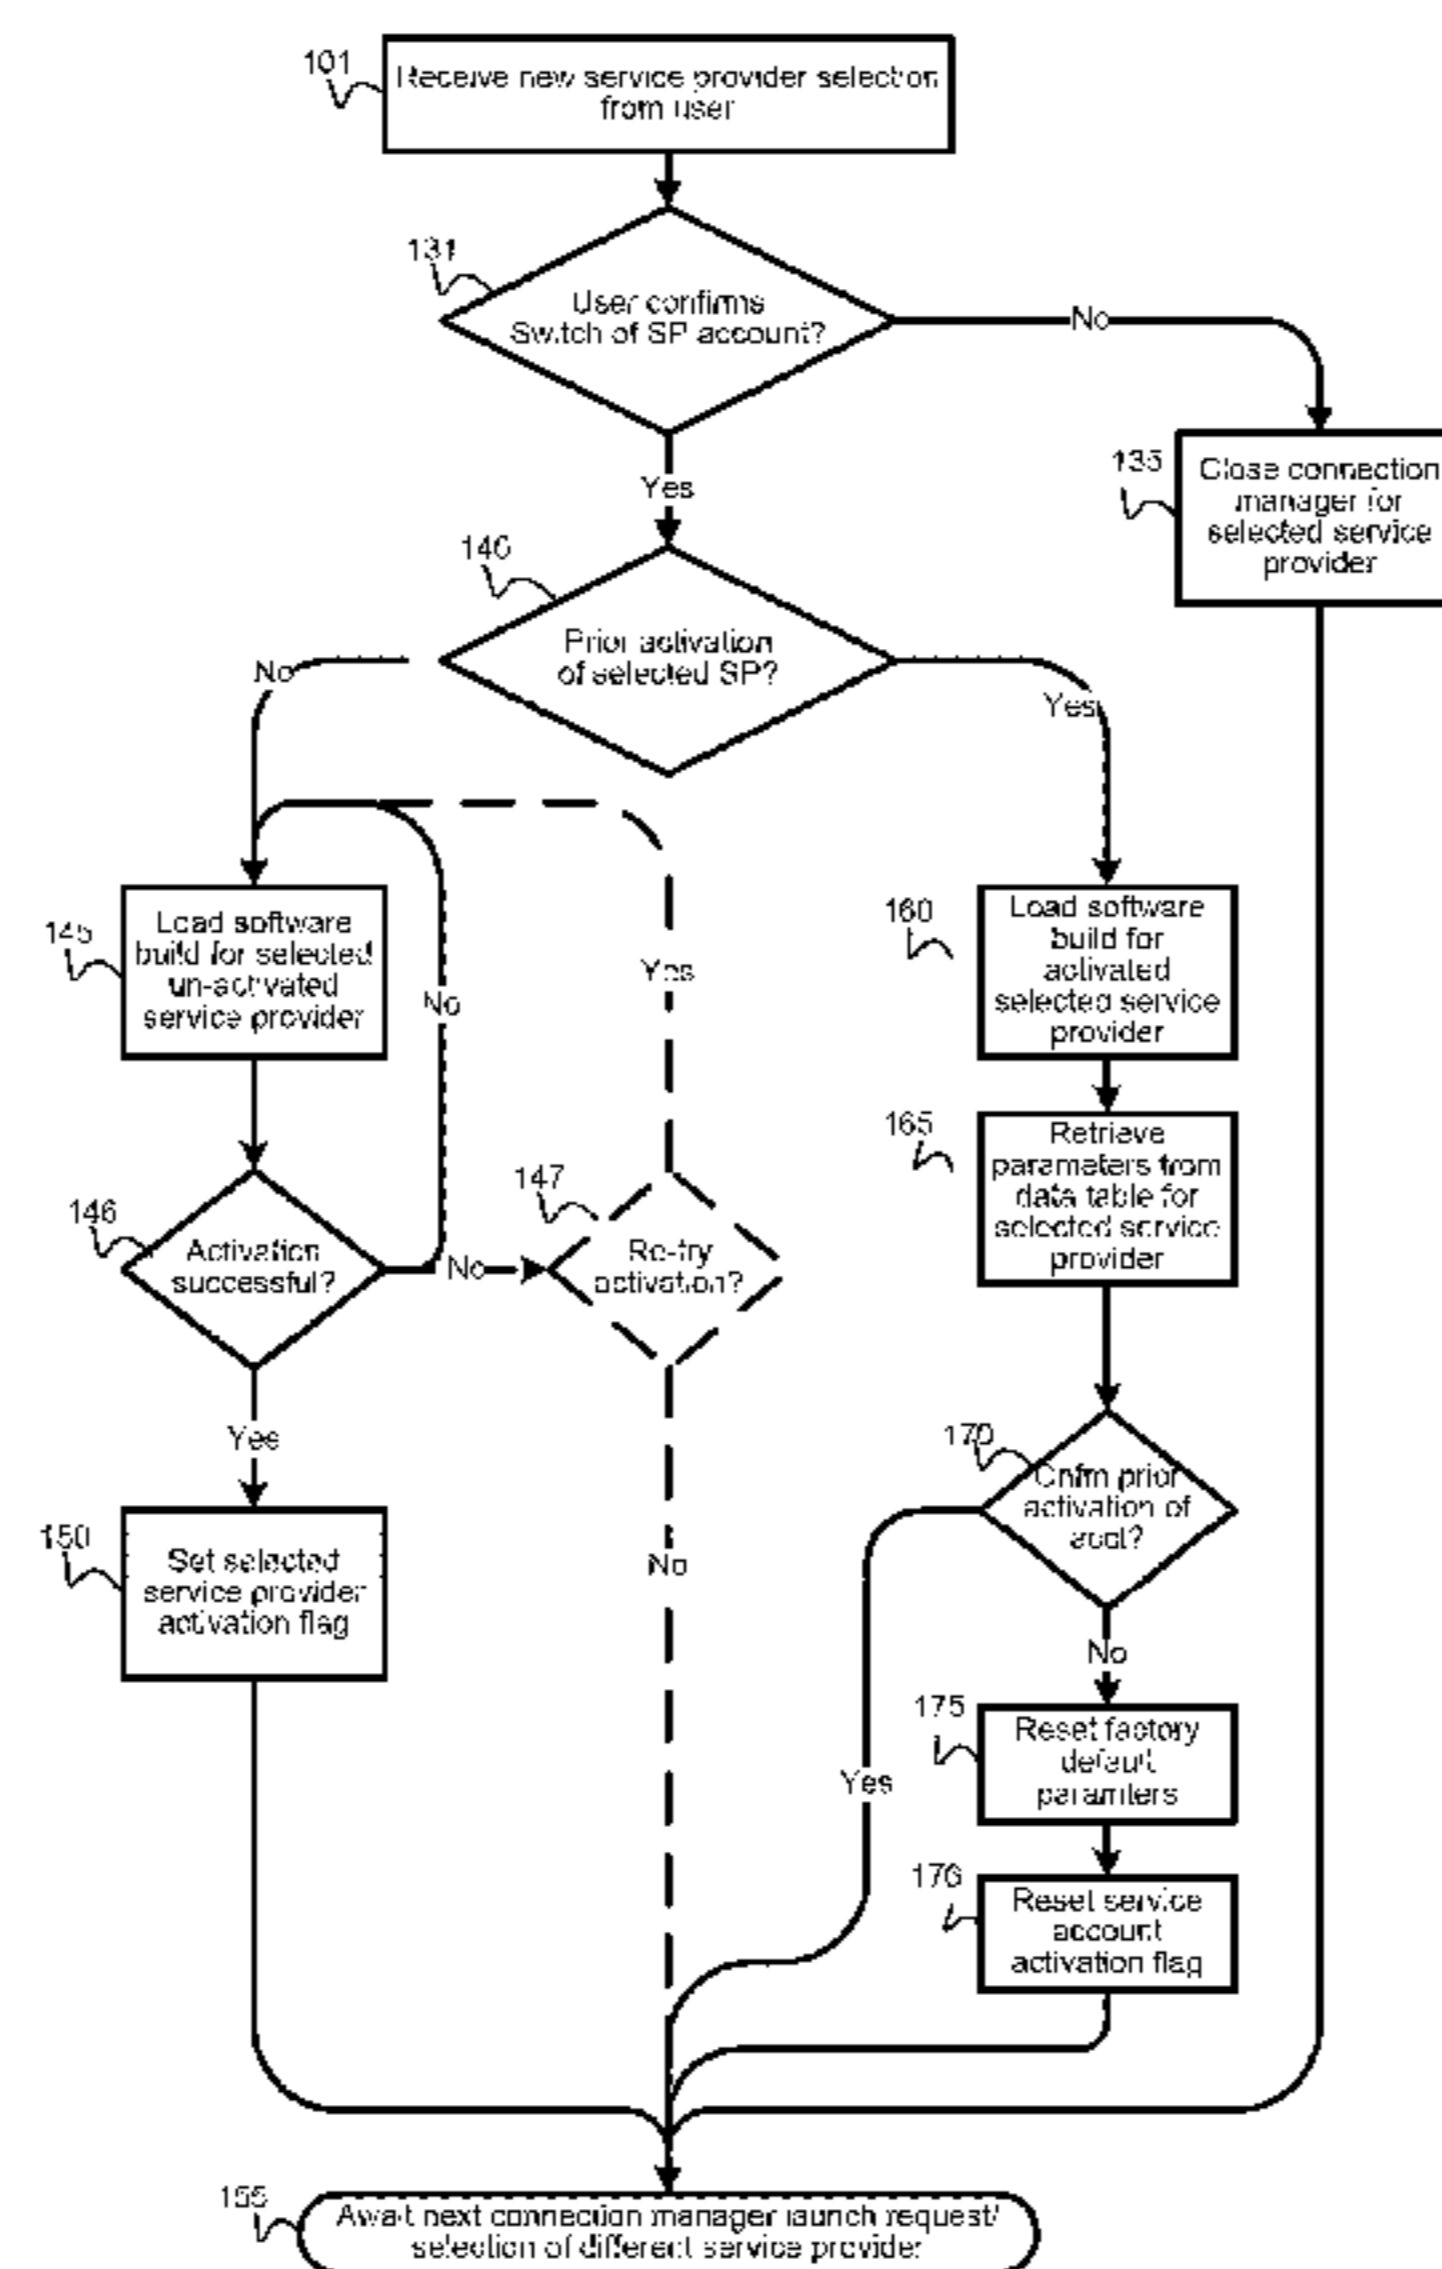 101
Receive new service provider selection
from user
131
User confirms
Switch of SP account?
No
Yes
135
Close connection
manager for
selected service
provider
140
Prior activation
of selected SP?
No
Yes
145
Load software
build for selected
un-activated
service provider
No
Yes
160
Load software
build for
activated
selected service
provider
165
Retrieve
parameters from
data table for
selected service
provider
146
Activation
successful?
No
147
Re-try
activation?
Yes
No
170
Cnfm prior
activation of
acct?
No
Yes
150
Set selected
service provider
activation flag
175
Reset factory
default
paramters
176
Reset service
account
activation flag
155
Await next connection manager launch request/
selection of different service provider